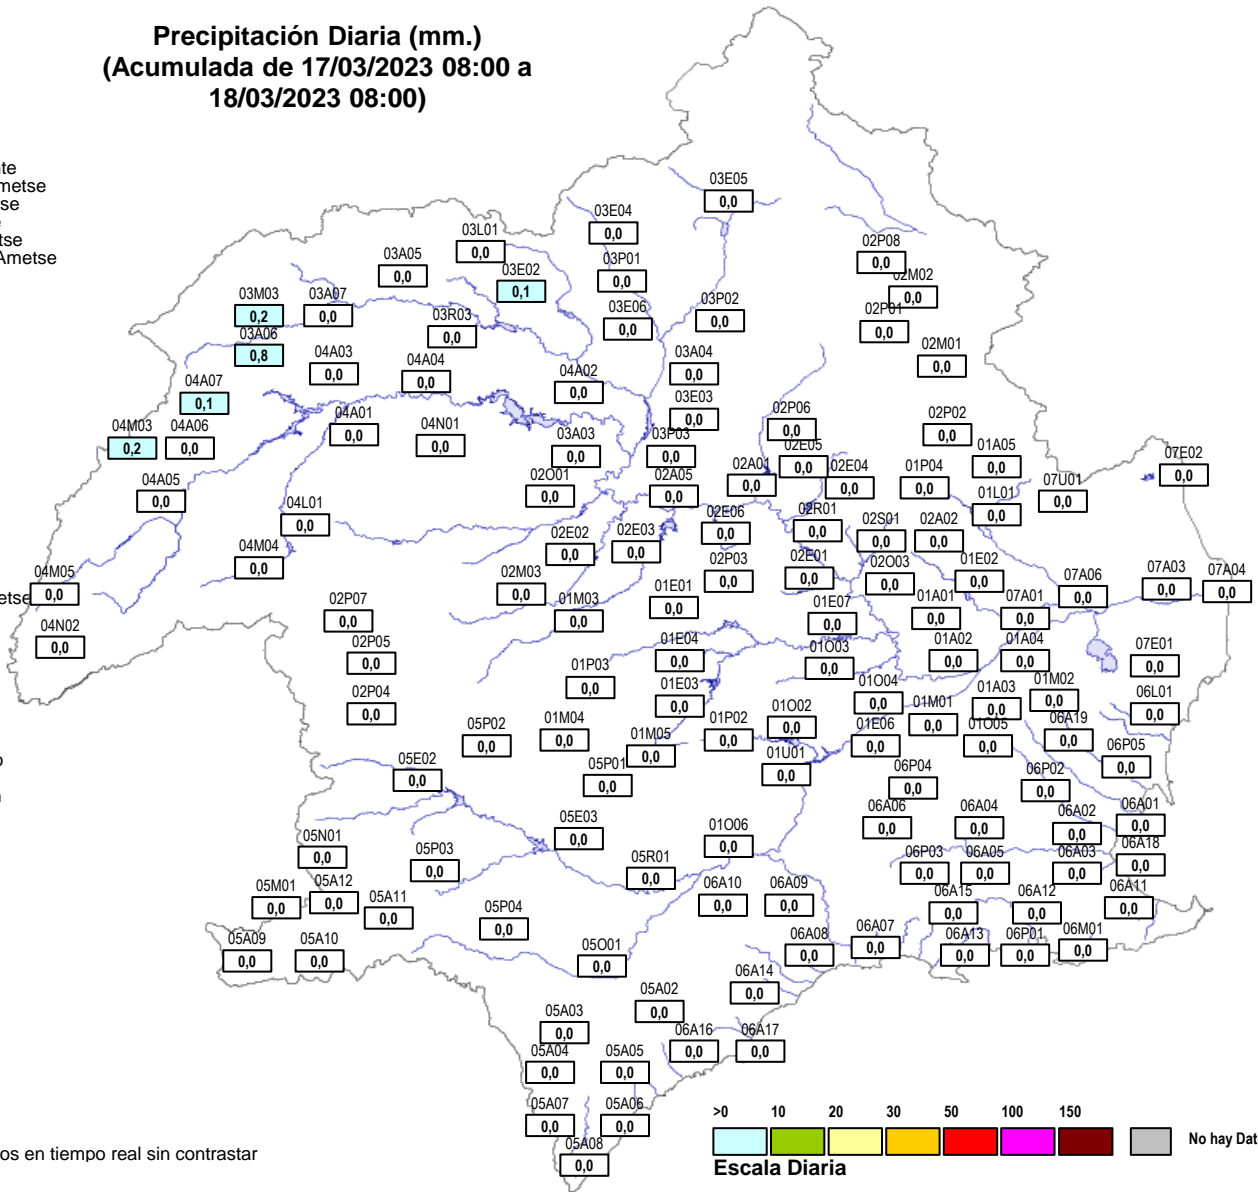 Precipitación Diaria (mm.)
(Acumulada de 17/03/2023 08:00 a
18/03/2023 08:00)
nte
metse
tse
e
tse
Ametse
etse
o
n
os en tiempo real sin contrastar
03E05
0,0
03E04
0,0
03L01
0,0
03A05
0,0
03E02
0,1
03P01
0,0
02P08
0,0
02M02
0,0
03M03
0,2
03A07
0,0
03R03
0,0
03E06
0,0
03P02
0,0
02P01
0,0
03A06
0,8
04A03
0,0
04A04
0,0
04A02
0,0
03A04
0,0
02M01
0,0
04A07
0,1
03E03
0,0
04M03
0,2
04A06
0,0
04A01
0,0
04N01
0,0
03A03
0,0
03P03
0,0
02P06
0,0
02P02
0,0
02E05
0,0
01A05
0,0
07E02
0,0
04A05
0,0
02O01
0,0
02A05
0,0
02A01
0,0
02E04
0,0
01P04
0,0
07U01
0,0
01L01
0,0
04L01
0,0
02E06
0,0
02R01
0,0
02S01
0,0
02A02
0,0
04M04
0,0
02E02
0,0
02E03
0,0
02P03
0,0
02E01
0,0
02O03
0,0
01E02
0,0
04M05
0,0
02M03
0,0
07A06
0,0
07A03
0,0
07A04
0,0
02P07
0,0
01M03
0,0
01E01
0,0
01E07
0,0
01A01
0,0
07A01
0,0
04N02
0,0
02P05
0,0
01E04
0,0
01O03
0,0
01A02
0,0
01A04
0,0
07E01
0,0
01P03
0,0
01E03
0,0
02P04
0,0
01O04
0,0
01A03
0,0
01M02
0,0
06L01
0,0
05P02
0,0
01M04
0,0
01M05
0,0
01P02
0,0
01O02
0,0
01M01
0,0
01E06
0,0
01O05
0,0
06A19
0,0
05E02
0,0
05P01
0,0
01U01
0,0
06P04
0,0
06P02
0,0
06P05
0,0
05E03
0,0
01O06
0,0
06A06
0,0
06A04
0,0
06A02
0,0
06A01
0,0
05N01
0,0
05P03
0,0
05R01
0,0
06P03
0,0
06A05
0,0
06A03
0,0
06A18
0,0
05M01
0,0
05A12
0,0
05A11
0,0
06A10
0,0
06A09
0,0
06A15
0,0
06A12
0,0
06A11
0,0
05P04
0,0
05A09
0,0
05A10
0,0
05O01
0,0
06A08
0,0
06A07
0,0
06A13
0,0
06P01
0,0
06M01
0,0
06A14
0,0
05A02
0,0
05A03
0,0
06A16
0,0
06A17
0,0
05A04
0,0
05A05
0,0
05A07
0,0
05A06
0,0
05A08
0,0
>0 10 20 30 50 100 150
No hay Dat
Escala Diaria